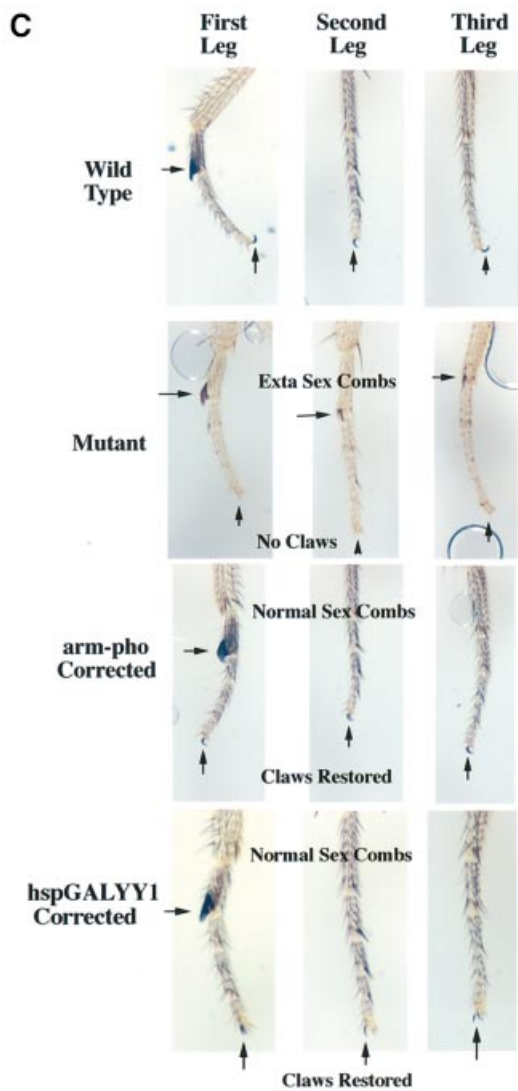 C
First Second Third
Leg Leg Leg
Wild
Type
Exta Sex Combs
Mutant
No Claws
Normal Sex Combs
arm-pho
Corrected
Claws Restored
Normal Sex Combs
hspGALYY1
Corrected
Claws Restored